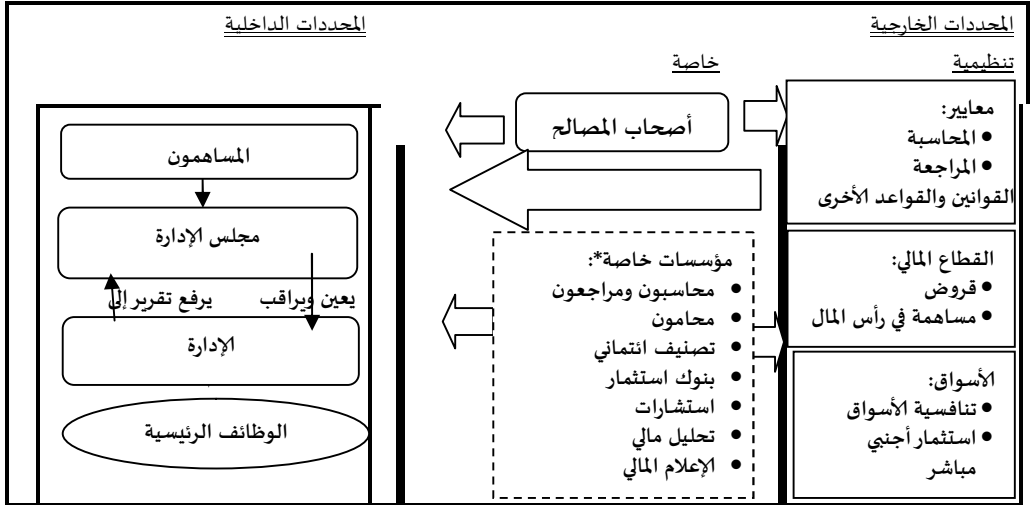 المحددات الخارجية
المحددات الداخلية
تنظيمية
خاصة
معايير:
● المحاسبة
● المراجعة
القوانين والقواعد الأخرى
القطاع المالي:
● قروض
● مساهمة في رأس المال
الأسواق:
● تنافسية الأسواق
● استثمار أجنبي
مباشر
أصحاب المصالح
مؤسسات خاصة*:
● محاسبون ومراجعون
● محامون
● تصنيف ائتماني
● بنوك استثمار
● استشارات
● تحليل مالي
● الإعلام المالي
المساهمون
مجلس الإدارة
يعين ويراقب
يرفع تقرير إلى
الإدارة
الوظائف الرئيسية